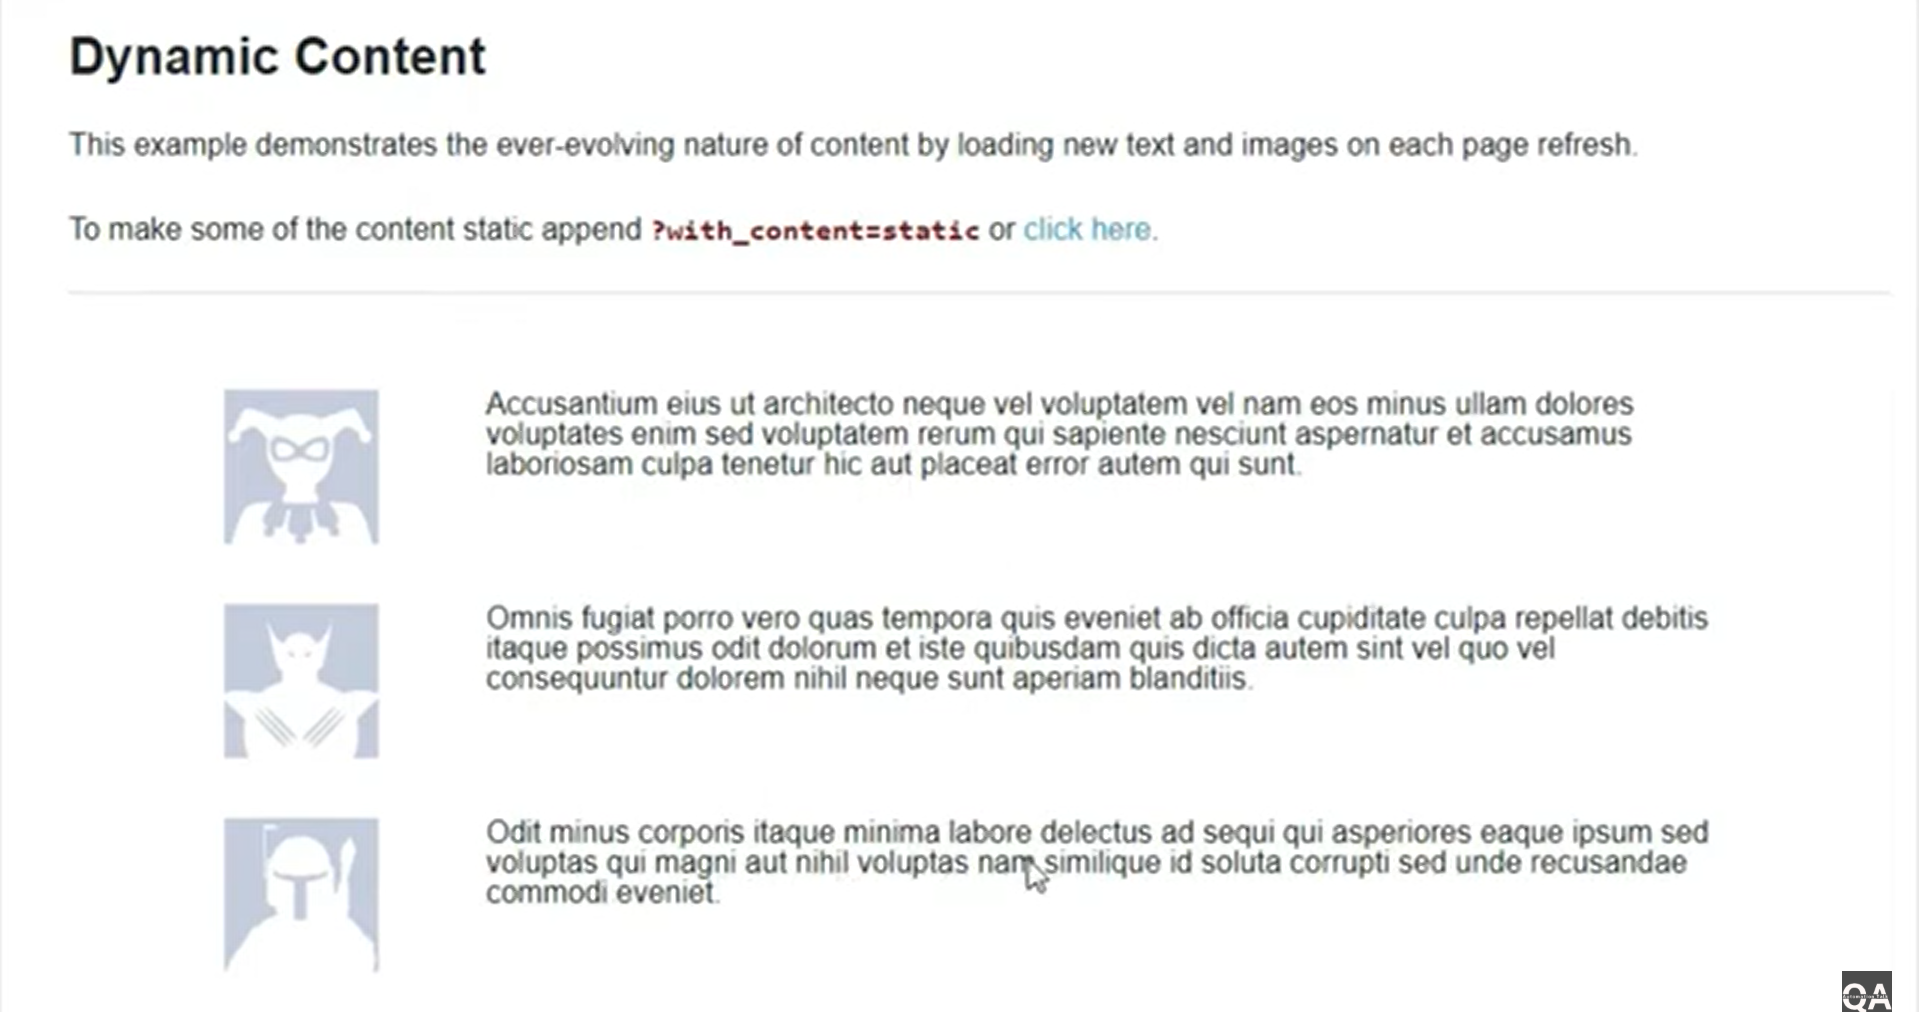 Dynamic Content
This example demonstrates the ever-evolving nature of content by loading new text and images on each page refresh.
To make some of the content static append ?with_content=static or click here.
Accusantium eius ut architecto neque vel voluptatem vel nam eos minus ullam dolores
voluptates enim sed voluptatem rerum qui sapiente nesciunt aspernatur et accusamus
laboriosam culpa tenetur hic aut placeat error autem qui sunt.
Omnis fugiat porro vero quas tempora quis eveniet ab officia cupiditate culpa repellat debitis
itaque possimus odit dolorum et iste quibusdam quis dicta autem sint vel quo vel
consequuntur dolorem nihil neque sunt aperiam blanditiis.
Odit minus corporis itaque minima labore delectus ad sequi qui asperiores eaque ipsum sed
voluptas qui magni aut nihil voluptas nam similique id soluta corrupti sed unde recusandae
commodi eveniet.
QA